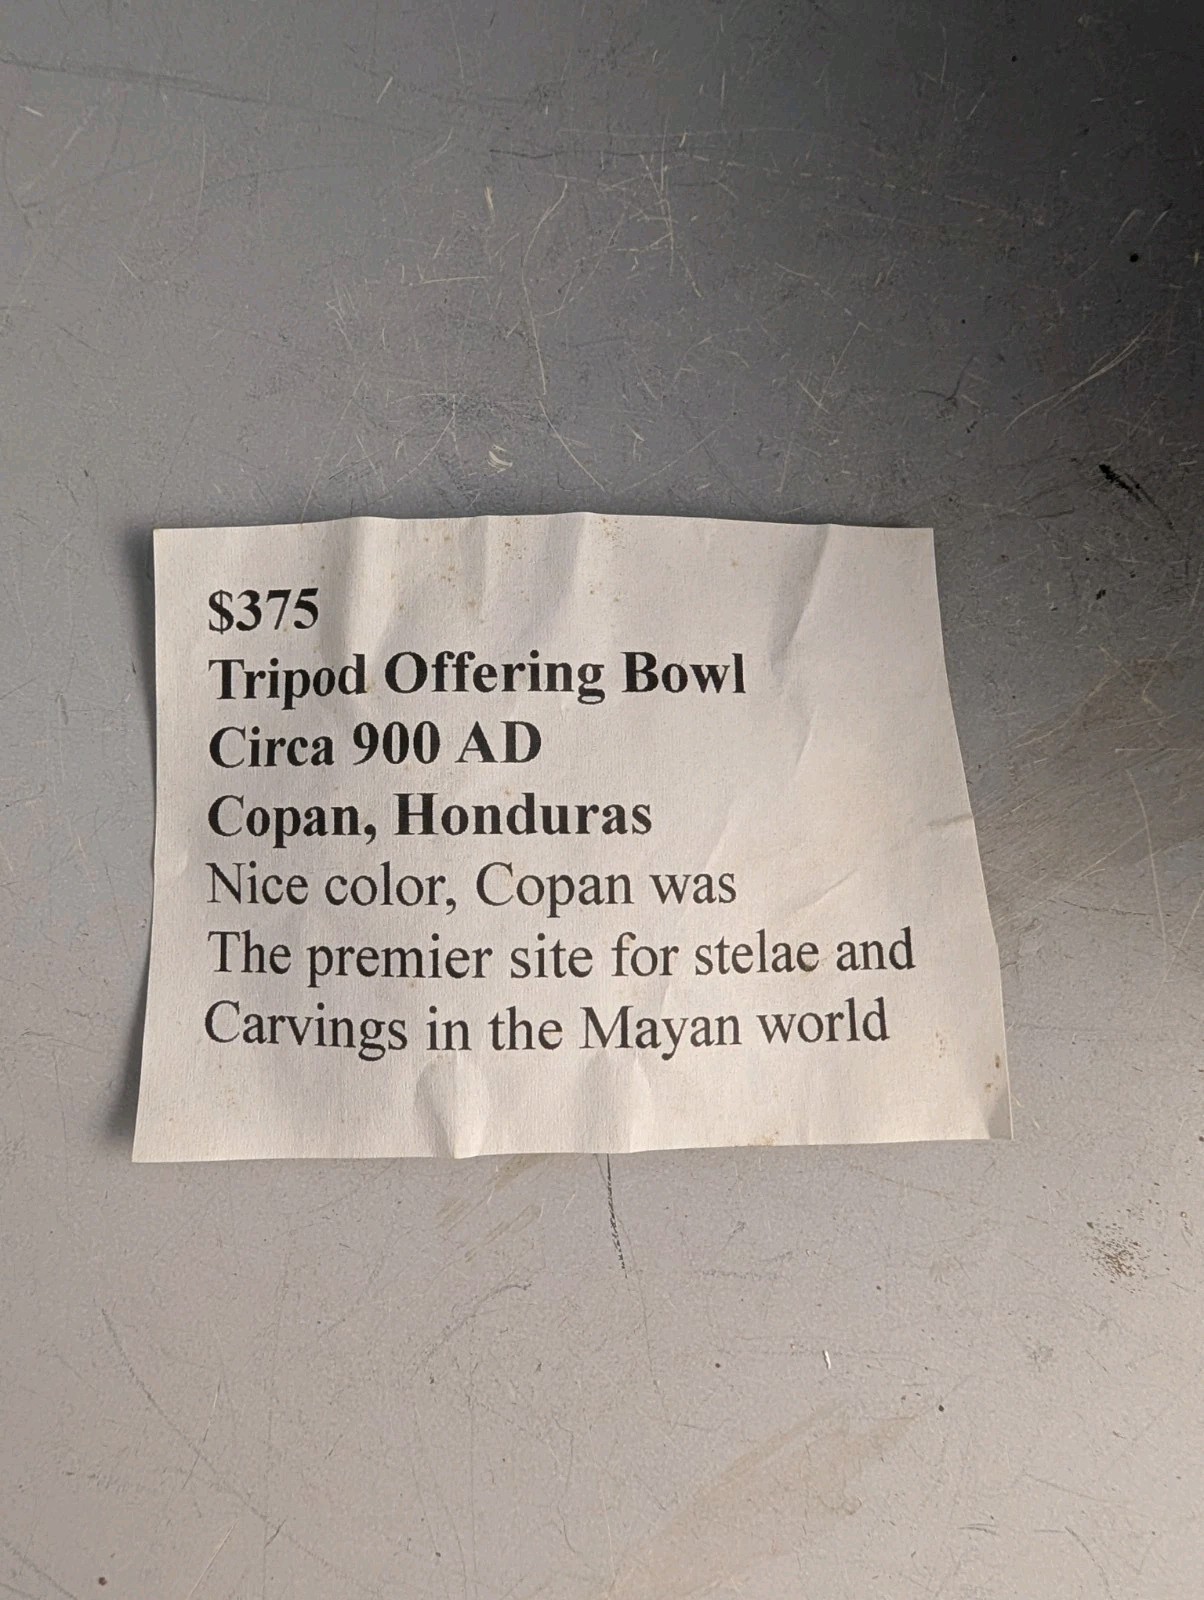 $375
Tripod Offering Bowl
Circa 900 AD
Copan, Honduras
Nice color, Copan was
The premier site for stelae and
Carvings in the Mayan world